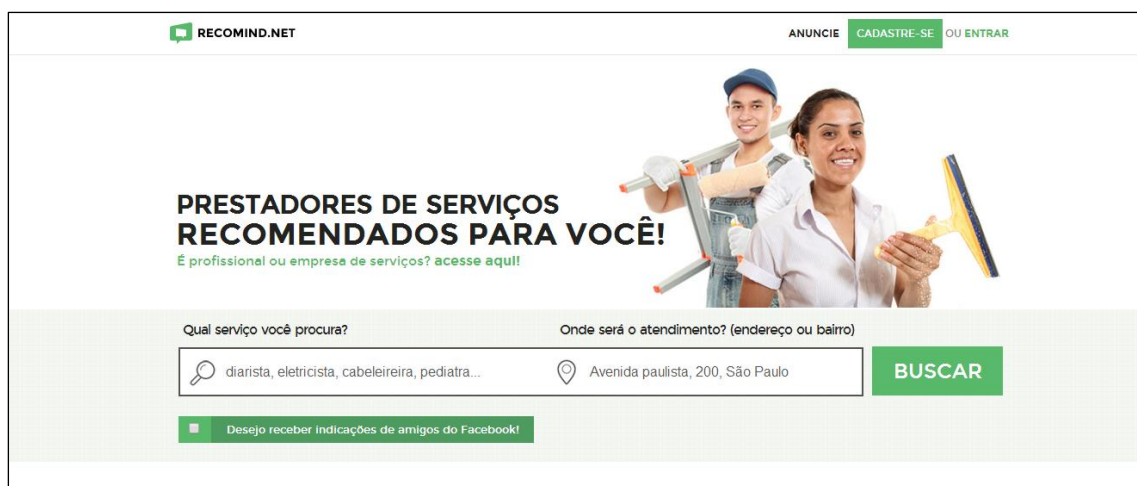 RECOMIND.NET
ANUNCIE CADASTRE-SE OU ENTRAR
PRESTADORES DE SERVIÇOS
RECOMENDADOS PARA VOCÊ!
É profissional ou empresa de serviços? acesse aqui!
Qual serviço você procura?
Onde será o atendimento? (endereço ou bairro)
diarista, eletricista, cabeleireira, pediatra...
Avenida paulista, 200, São Paulo
BUSCAR
Desejo receber indicações de amigos do Facebook!